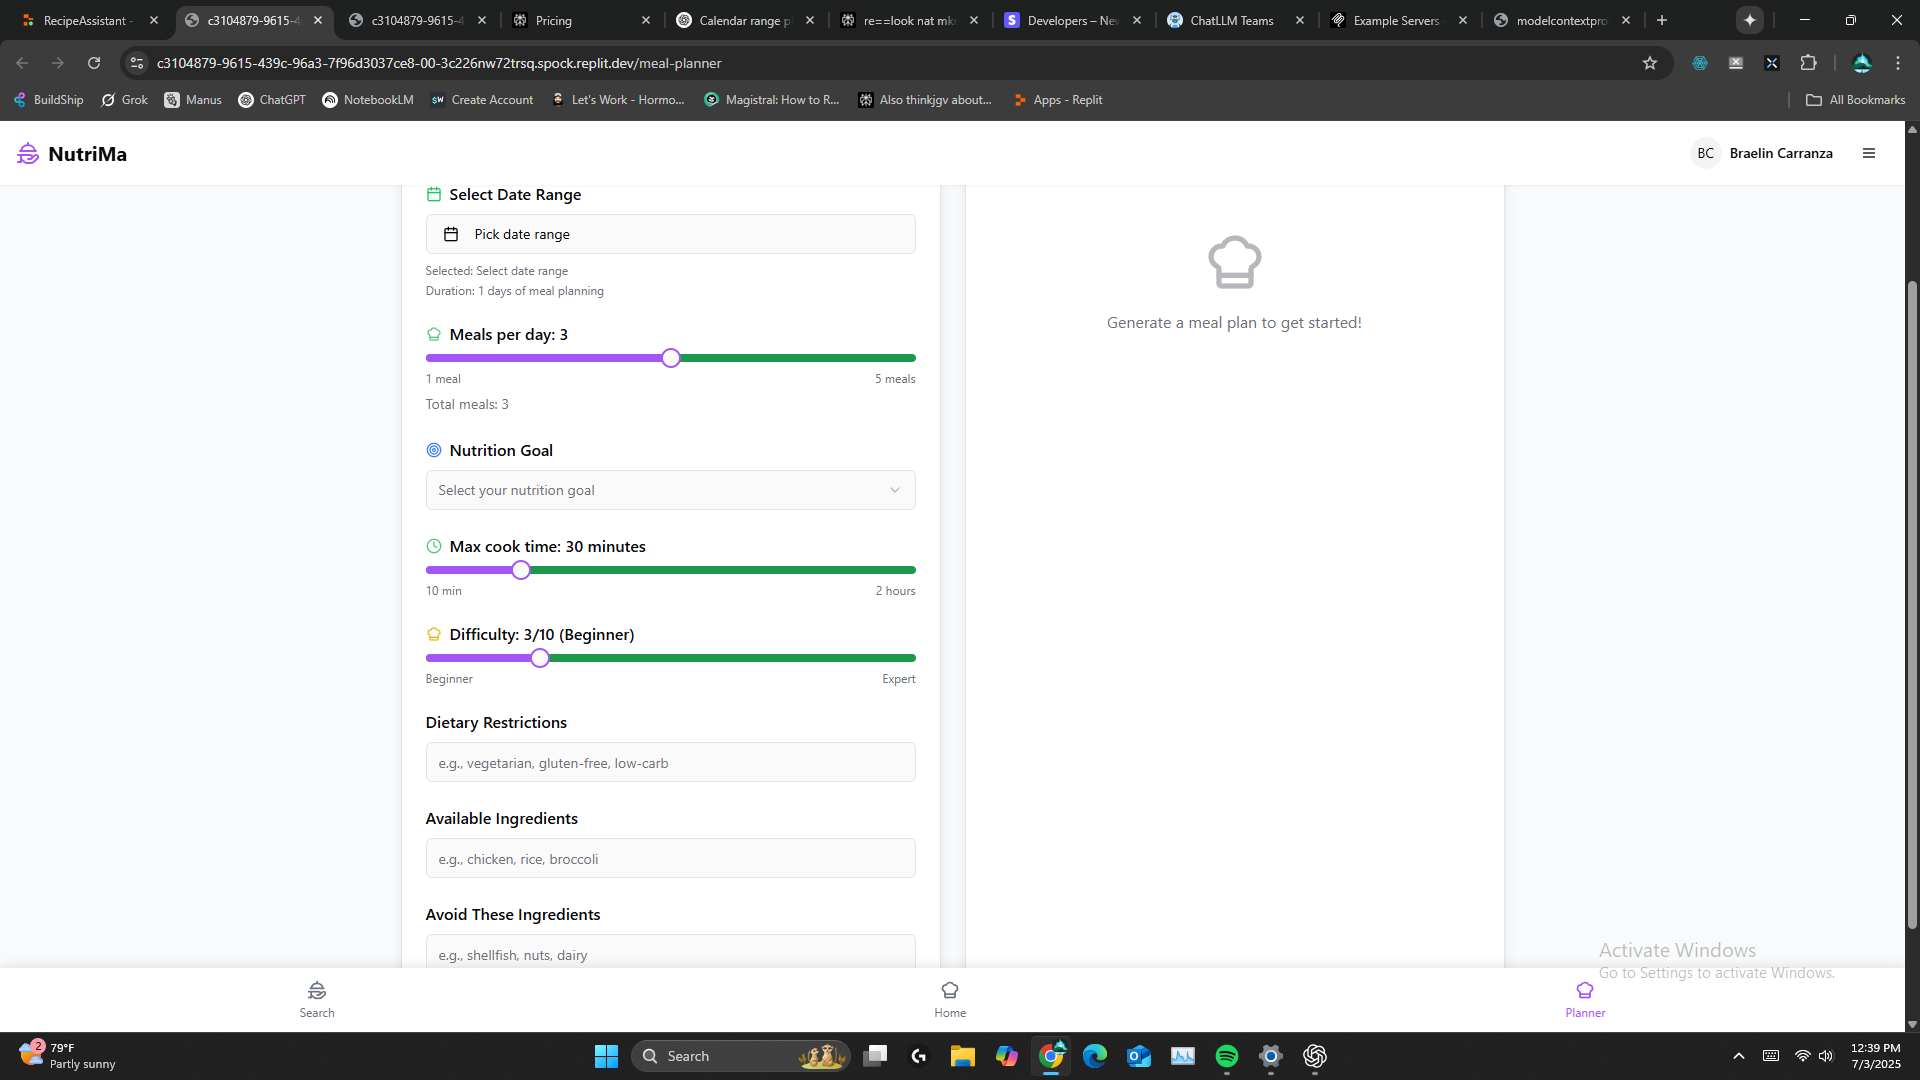 RecipeAssistant -
c3104879-9615-4
c3104879-9615-4
Pricing
Calendar range p
re==look nat mk
Developers – Nev
ChatLLM Teams
Example Servers
modelcontextpro
c3104879-9615-439c-96a3-7f96d3037ce8-00-3c226nw72trsq.spock.replit.dev/meal-planner
BuildShip
Grok
Manus
ChatGPT
NotebookLM
$W Create Account
Let's Work - Hormo...
Magistral: How to R...
Also thinkjgv about...
Apps - Replit
All Bookmarks
NutriMa
BC Braelin Carranza
Select Date Range
Pick date range
Selected: Select date range
Duration: 1 days of meal planning
Meals per day: 3
1 meal 5 meals
Total meals: 3
Nutrition Goal
Select your nutrition goal
Max cook time: 30 minutes
10 min 2 hours
Difficulty: 3/10 (Beginner)
Beginner Expert
Dietary Restrictions
e.g., vegetarian, gluten-free, low-carb
Available Ingredients
e.g., chicken, rice, broccoli
Avoid These Ingredients
e.g., shellfish, nuts, dairy
Generate a meal plan to get started!
Activate Windows
Go to Settings to activate Windows.
Search
Home
Planner
2
79°F
Partly sunny
Search
12:39 PM
7/3/2025